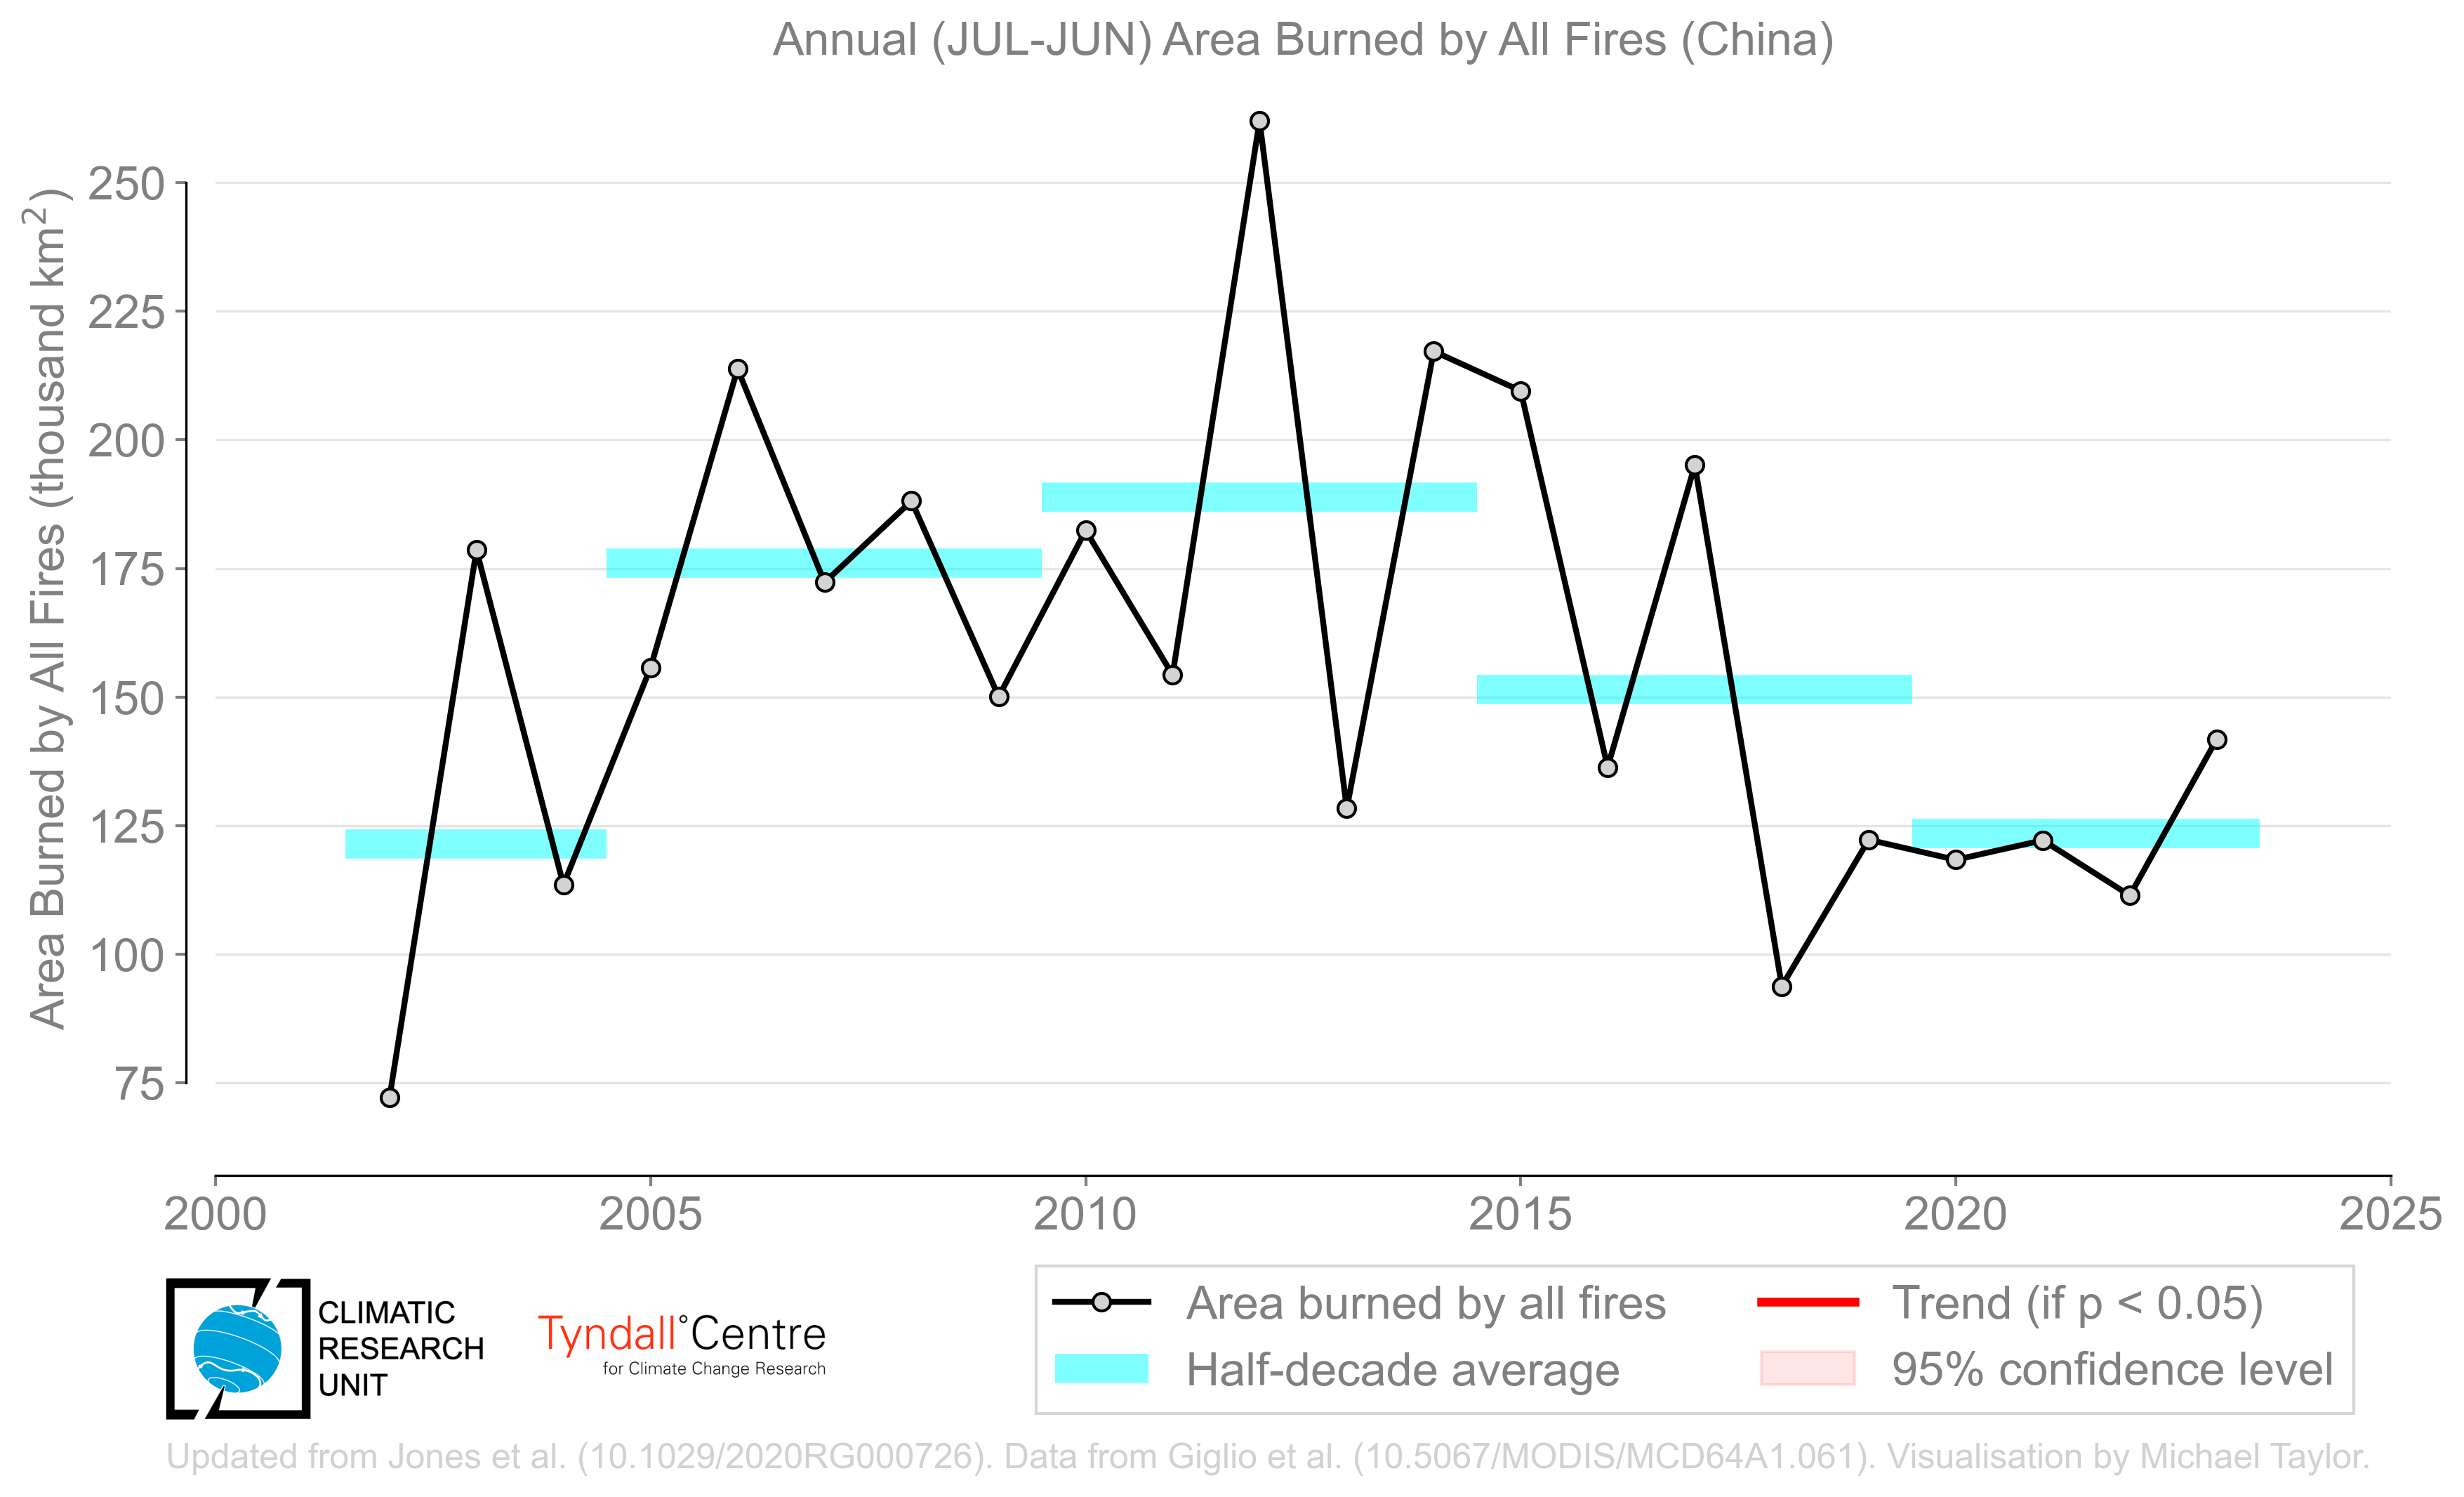 Annual (JUL-JUN) Area Burned by All Fires (China)
Area Burned by All Fires (thousand km²)
250
225
200
175
150
125
100
75
2000 2005 2010 2015 2020 2025
Area burned by all fires
Half-decade average
Trend (if p < 0.05)
95% confidence level
CLIMATIC
RESEARCH
UNIT
Tyndall°Centre
for Climate Change Research
Updated from Jones et al. (10.1029/2020RG000726). Data from Giglio et al. (10.5067/MODIS/MCD64A1.061). Visualisation by Michael Taylor.